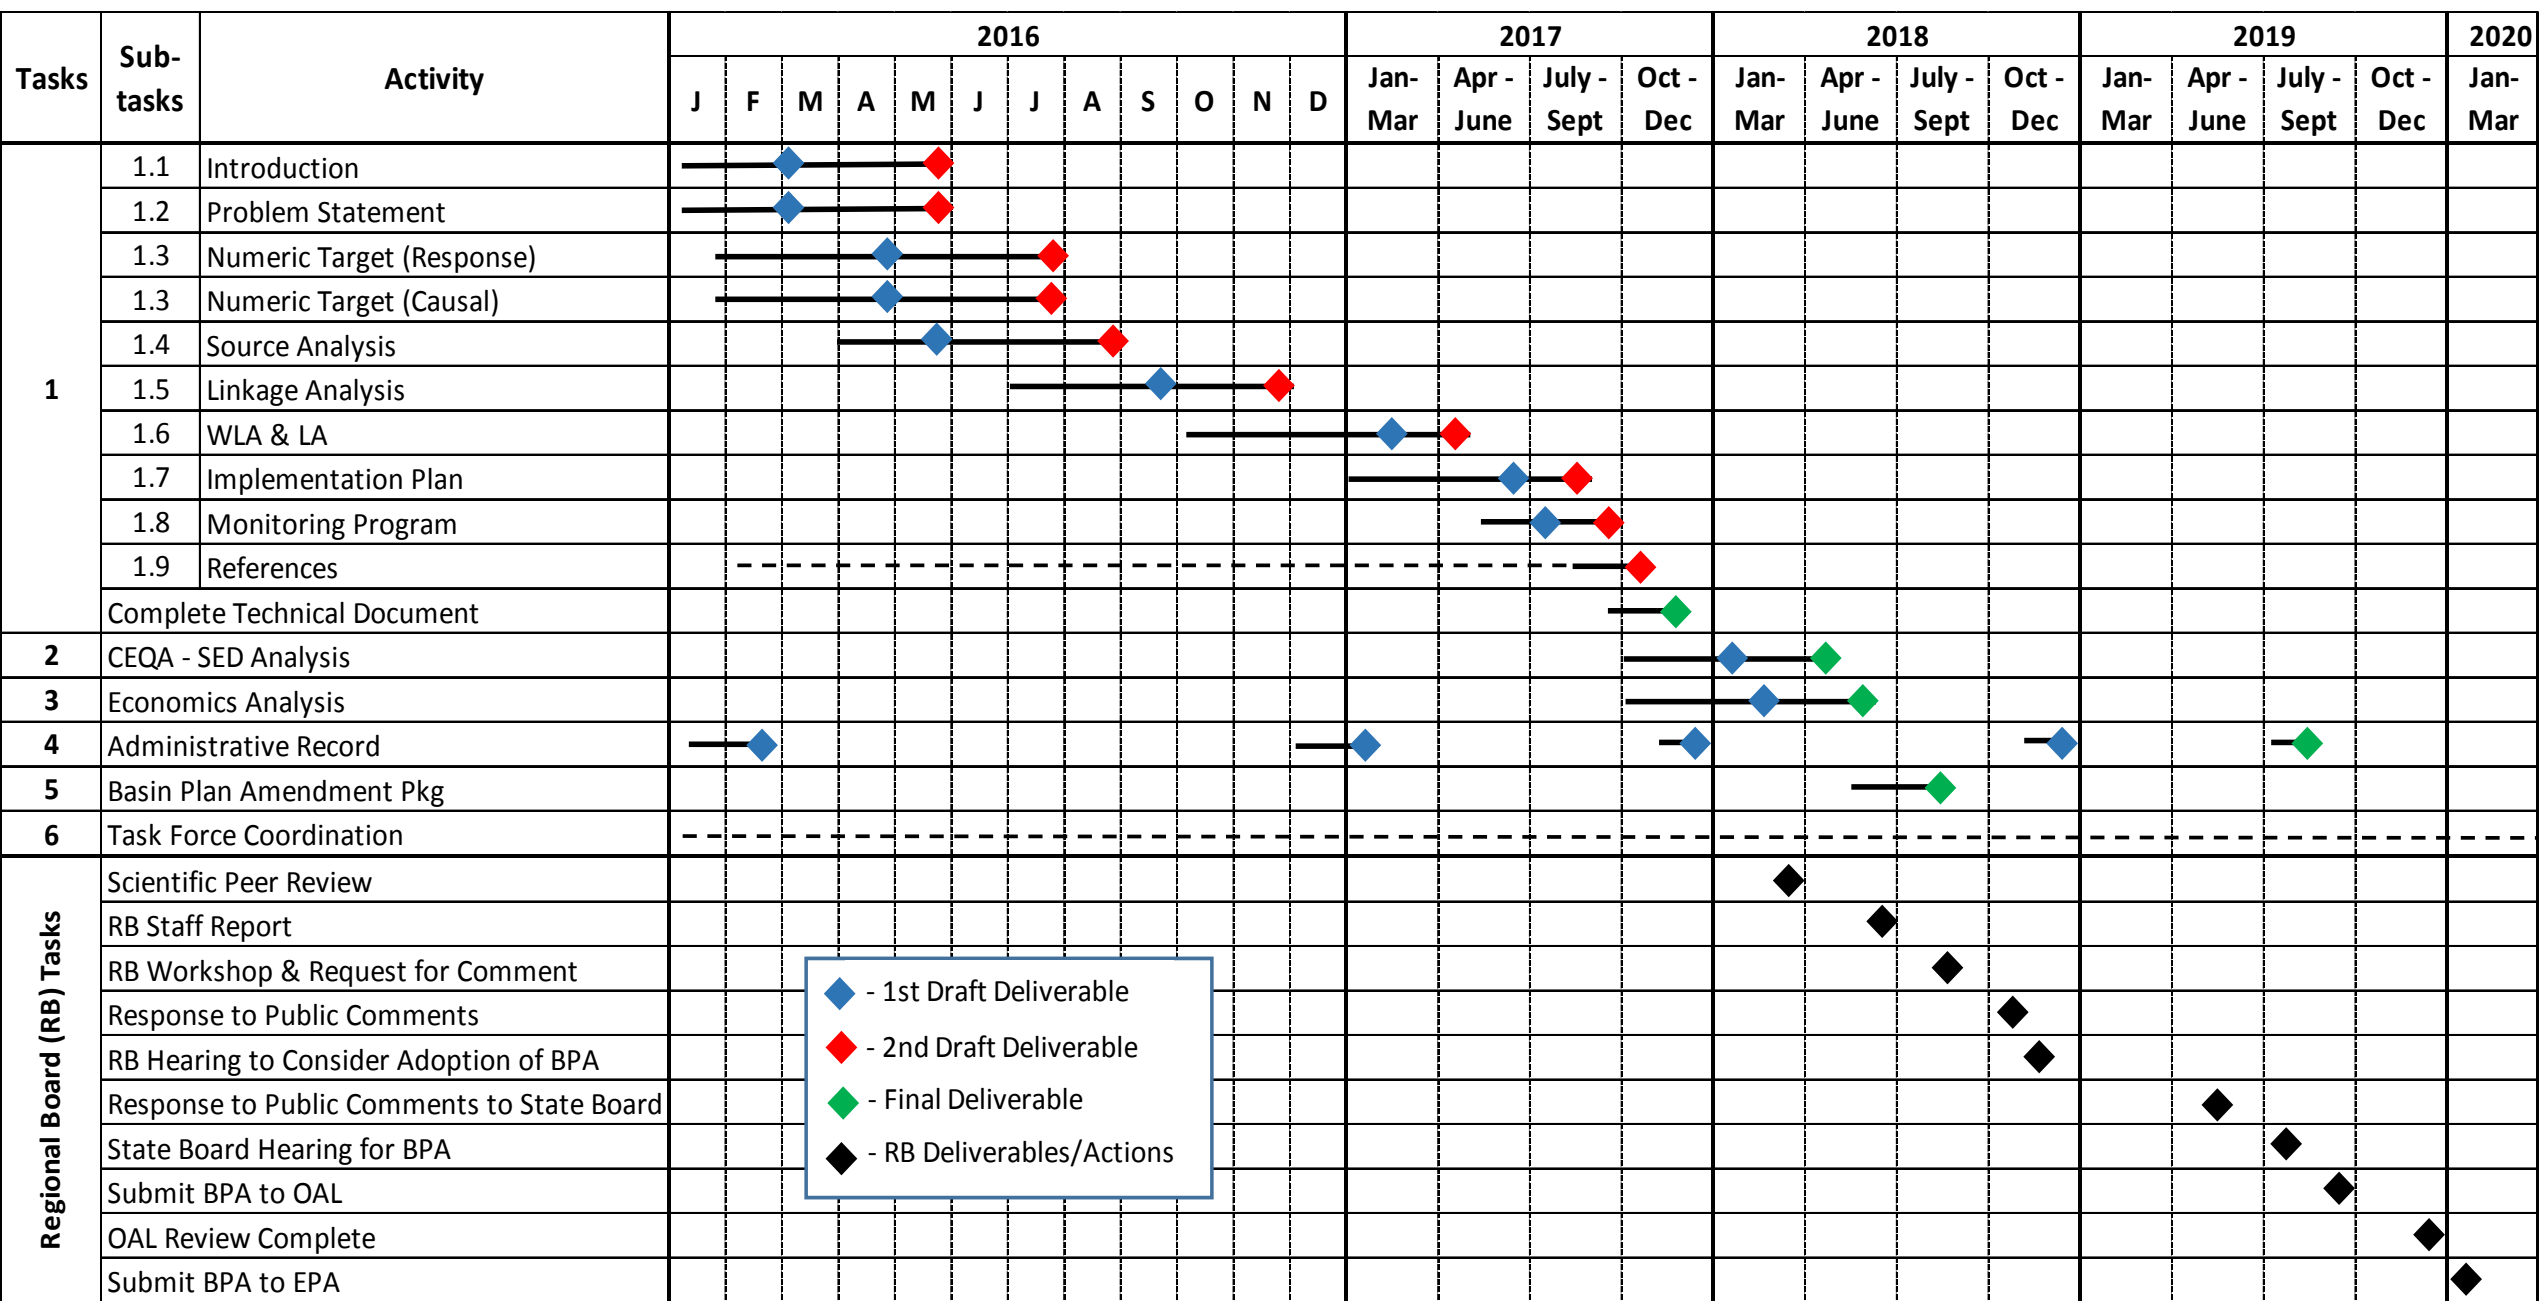 2016 2017 2018 2019 2020
Tasks Sub-tasks Activity
J F M A M J J A S O N D Jan-Mar Apr - June July - Sept Oct - Dec Jan-Mar Apr - June July - Sept Oct - Dec Jan-Mar Apr - June July - Sept Oct - Dec Jan-Mar
1
1.1 Introduction
1.2 Problem Statement
1.3 Numeric Target (Response)
1.3 Numeric Target (Causal)
1.4 Source Analysis
1.5 Linkage Analysis
1.6 WLA & LA
1.7 Implementation Plan
1.8 Monitoring Program
1.9 References
Complete Technical Document
2 CEQA - SED Analysis
3 Economics Analysis
4 Administrative Record
5 Basin Plan Amendment Pkg
6 Task Force Coordination
Regional Board (RB) Tasks
Scientific Peer Review
RB Staff Report
RB Workshop & Request for Comment
Response to Public Comments
RB Hearing to Consider Adoption of BPA
Response to Public Comments to State Board
State Board Hearing for BPA
Submit BPA to OAL
OAL Review Complete
Submit BPA to EPA
- 1st Draft Deliverable
- 2nd Draft Deliverable
- Final Deliverable
- RB Deliverables/Actions